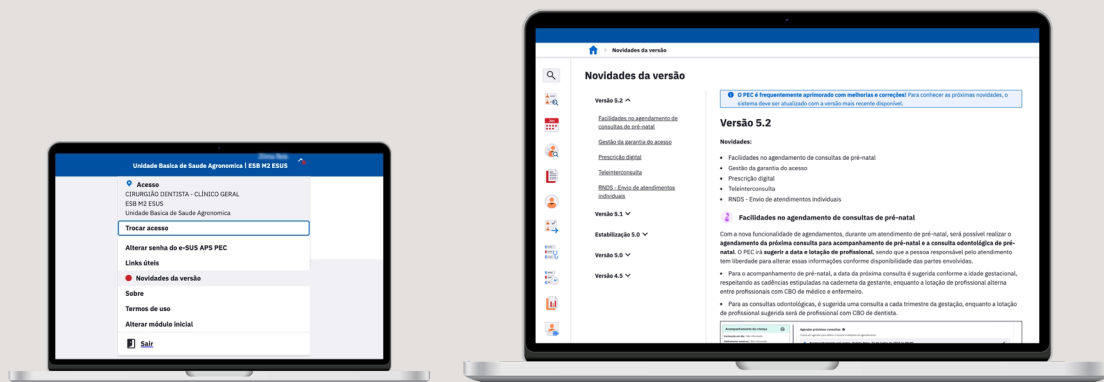 Unidade Basica de Saude Agronomica | ESB M2 ESUS
Acesso
CIRURGIÃO DENTISTA - CLÍNICO GERAL
ESB M2 ESUS
Unidade Basica de Saude Agronomica
Trocar acesso
Alterar senha do e-SUS APS PEC
Links úteis
Novidades da versão
Sobre
Termos de uso
Alterar módulo inicial
Sair
Novidades da versão
Novidades da versão
Versão 5.2
Facilidades no agendamento de
consultas de pré-natal
Gestão da garantia do acesso
Prescrição digital
Teleinterconsulta
RNDS - Envio de atendimentos
individuais
Versão 5.1
Estabilização 5.0
Versão 5.0
Versão 4.5
O PEC é frequentemente aprimorado com melhorias e correções! Para conhecer as próximas novidades, o
sistema deve ser atualizado com a versão mais recente disponível.
Versão 5.2
Novidades:
• Facilidades no agendamento de consultas de pré-natal
• Gestão da garantia do acesso
• Prescrição digital
• Teleinterconsulta
• RNDS - Envio de atendimentos individuais
Facilidades no agendamento de consultas de pré-natal
Com a nova funcionalidade de agendamentos, durante um atendimento de pré-natal, será possível realizar o
agendamento da próxima consulta para acompanhamento de pré-natal e a consulta odontológica de pré-
natal. O PEC irá sugerir a data e lotação de profissional, sendo que a pessoa responsável pelo atendimento
tem liberdade para alterar essas informações conforme disponibilidade das partes envolvidas.
• Para o acompanhamento de pré-natal, a data da próxima consulta é sugerida conforme a idade gestacional,
respeitando as cadências estipuladas na caderneta da gestante, enquanto a lotação de profissional alterna
entre profissionais com CBO de médico e enfermeiro.
• Para as consultas odontológicas, é sugerida uma consulta a cada trimestre da gestação, enquanto a lotação
de profissional sugerida será de profissional com CBO de dentista.
Acompanhamento da criança
Agendar próximas consultas